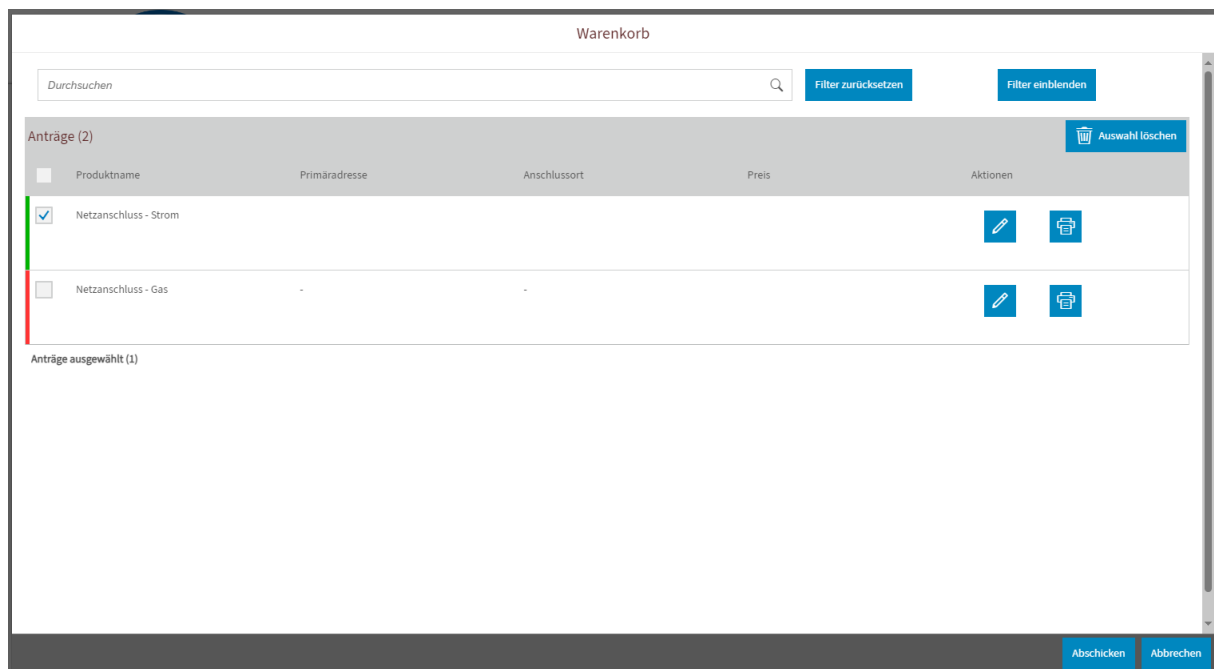 Warenkorb
Durchsuchen
Filter zurücksetzen
Filter einblenden
Anträge (2)
Auswahl löschen
Produktname Primäradresse Anschlussort Preis Aktionen
Netzanschluss - Strom
Netzanschluss - Gas - -
Anträge ausgewählt (1)
Abschicken Abbrechen